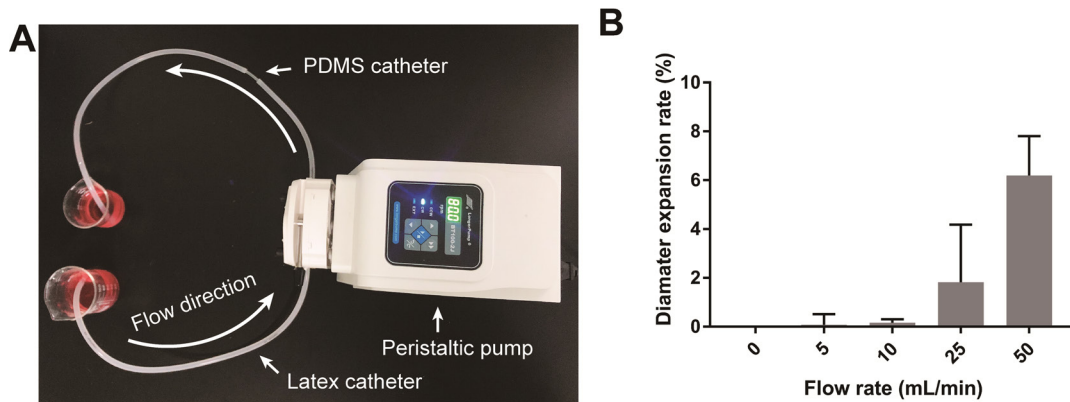 A
PDMS catheter
Flow direction
Latex catheter
Peristaltic pump
B
Diamater expansion rate (%)
10
8
6
4
2
0
0
5
10
25
50
Flow rate (mL/min)